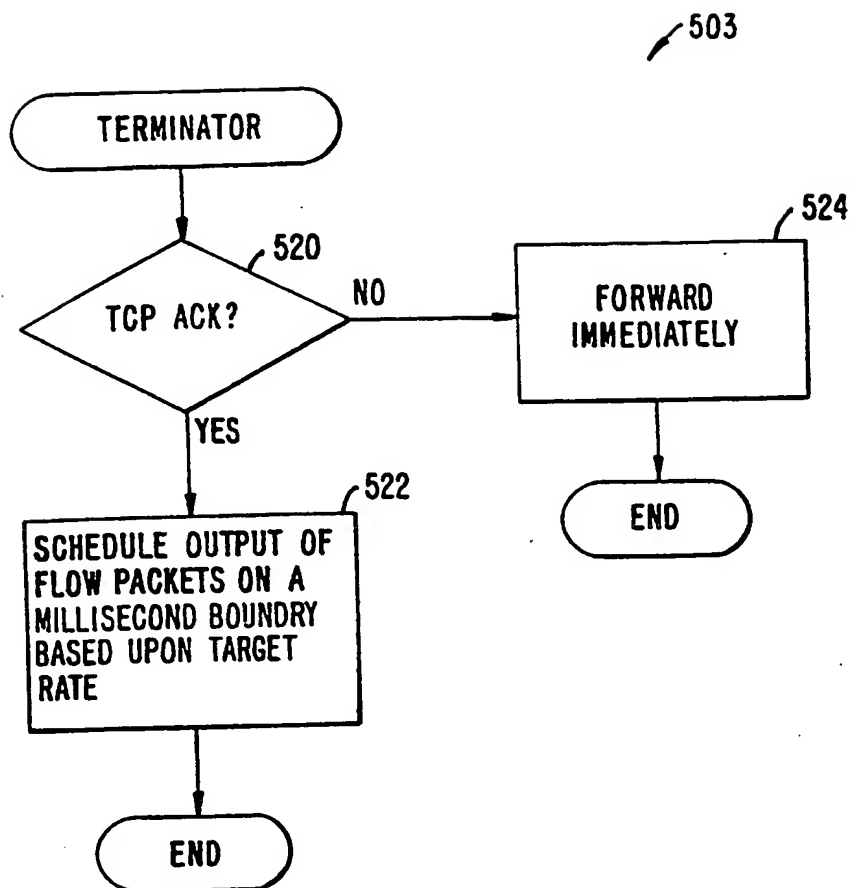 503
TERMINATOR
520
TCP ACK?
NO
524
FORWARD
IMMEDIATELY
END
YES
522
SCHEDULE OUTPUT OF
FLOW PACKETS ON A
MILLISECOND BOUNDRY
BASED UPON TARGET
RATE
END